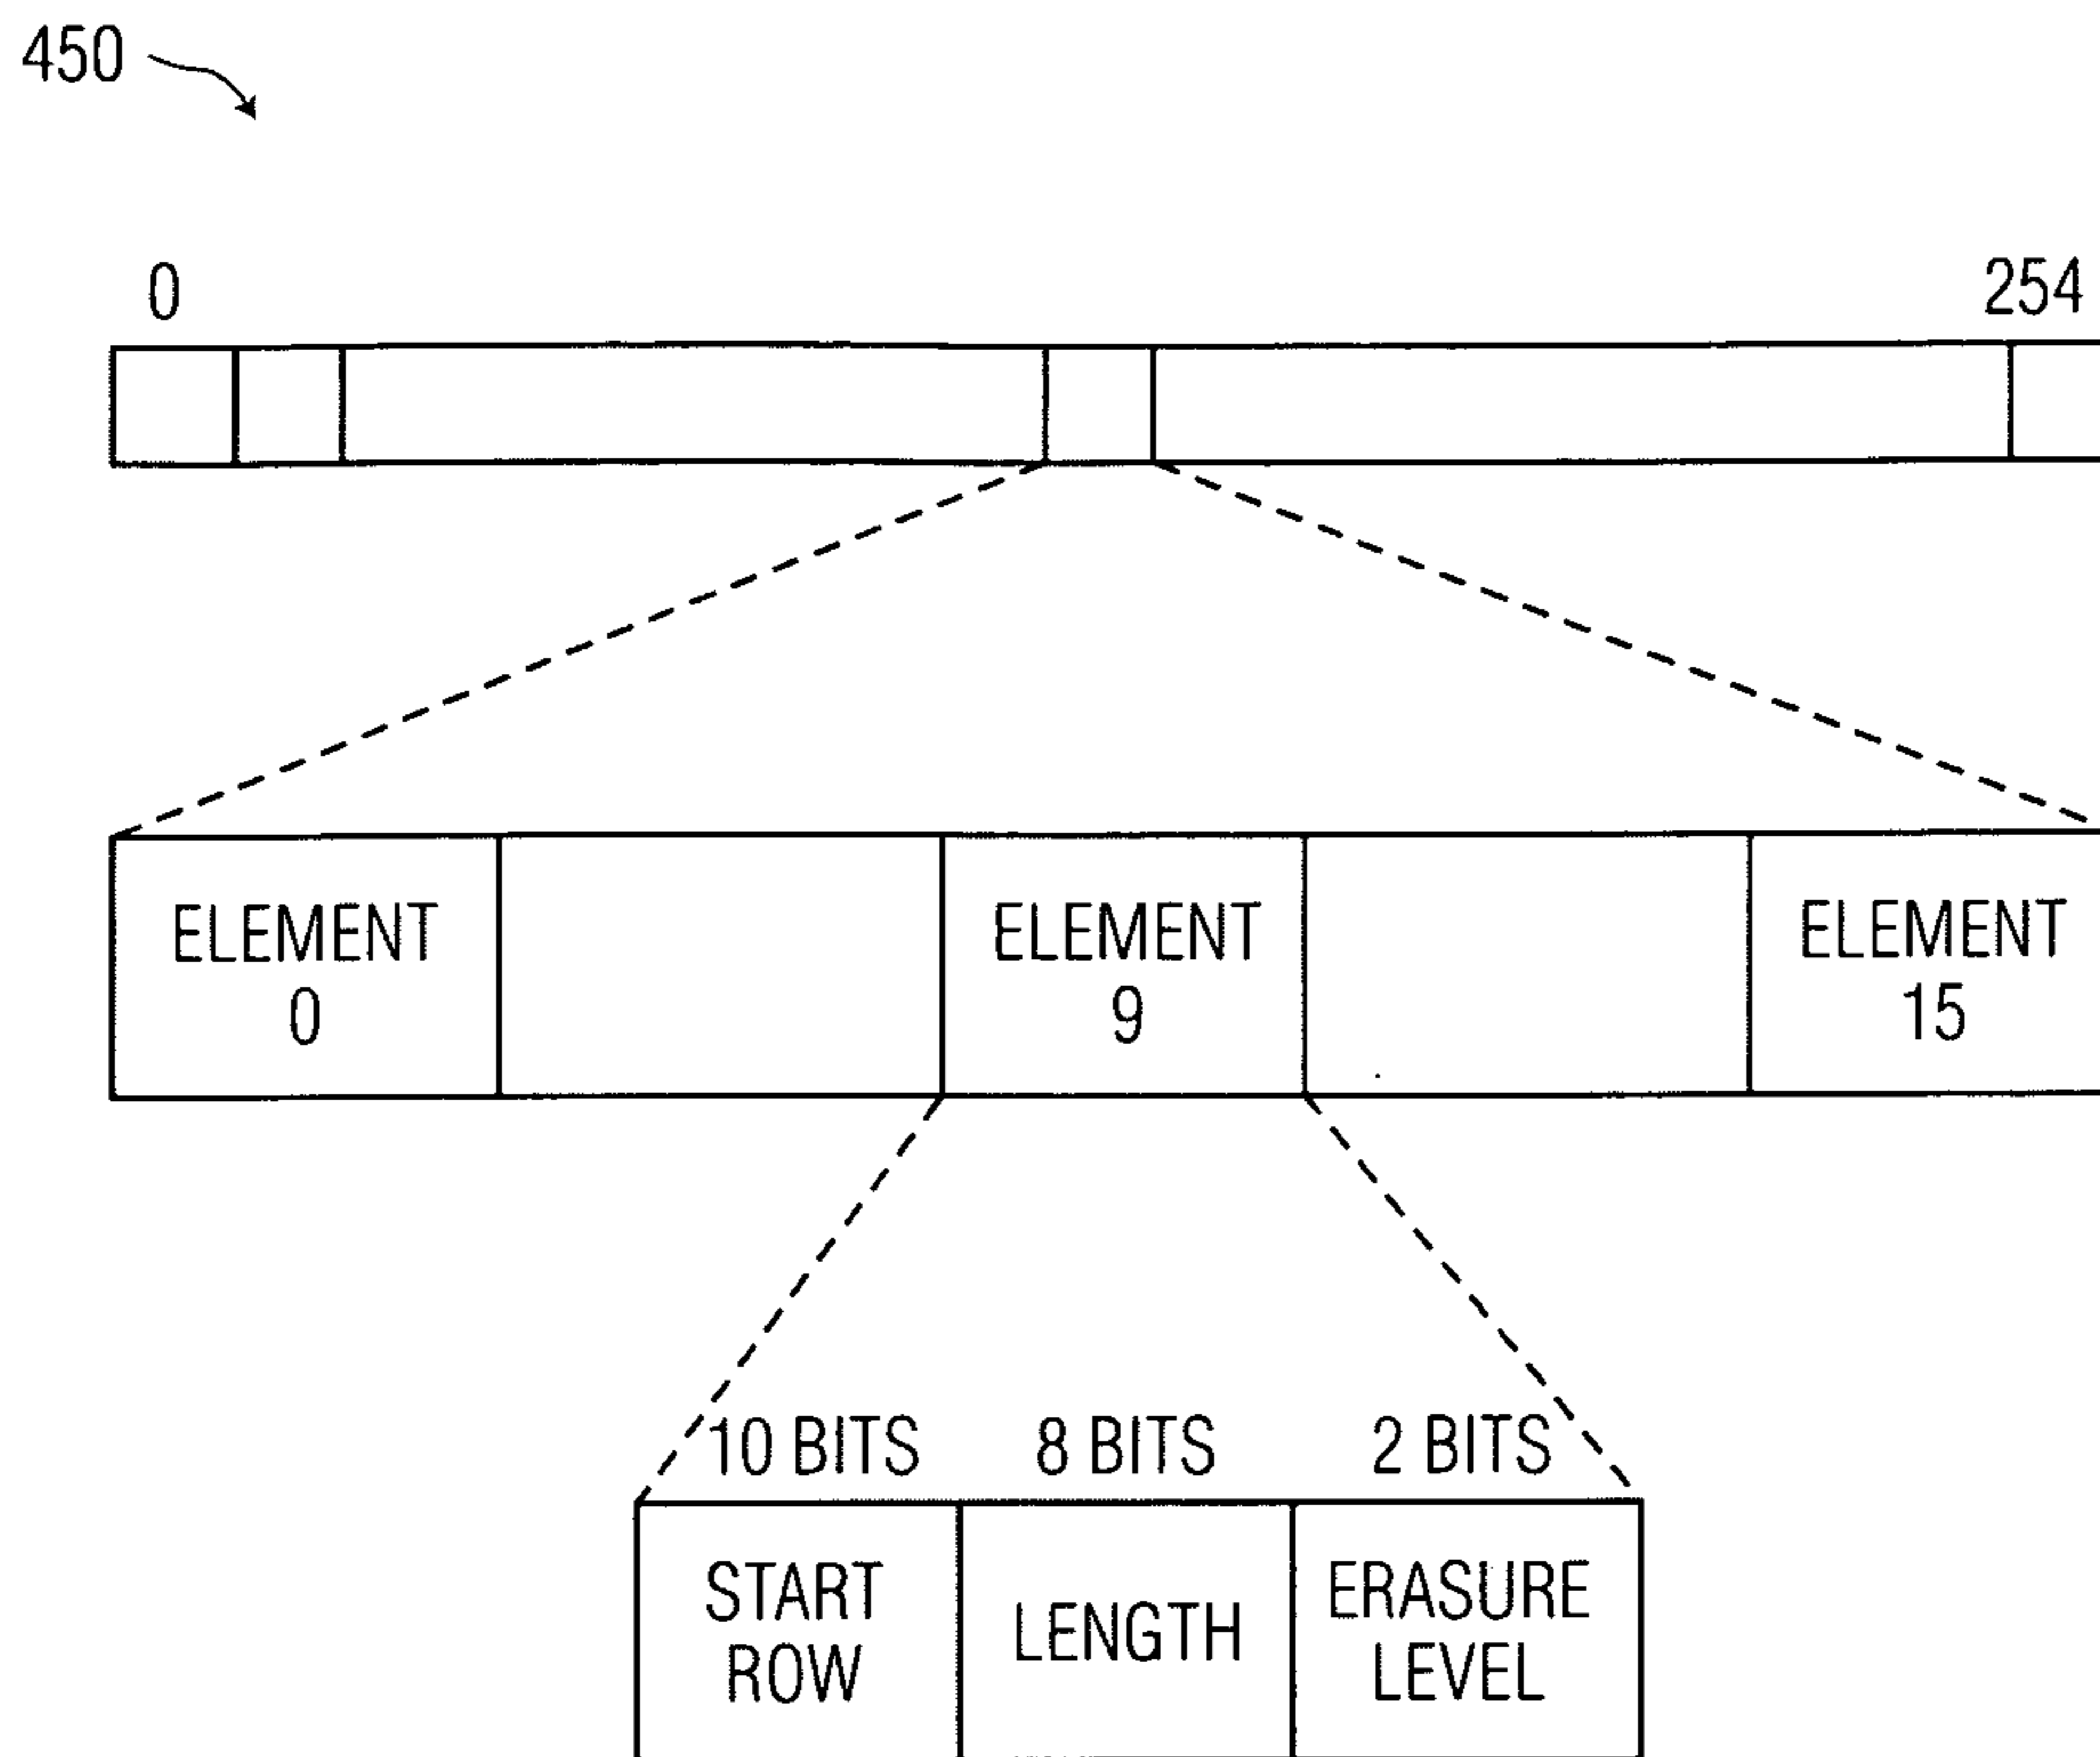 450
0
254
ELEMENT
0
ELEMENT
9
ELEMENT
15
10 BITS
8 BITS
2 BITS
START
ROW
LENGTH
ERASURE
LEVEL